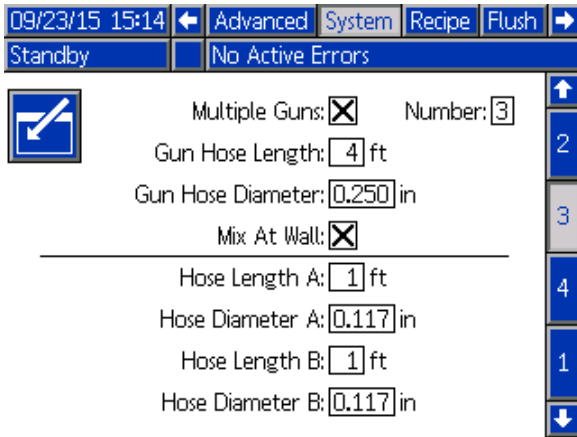 09/23/15 15:14 Advanced System Recipe Flush
Standby No Active Errors
Multiple Guns: Number: 3
Gun Hose Length: 4 ft
Gun Hose Diameter: 0.250 in
Mix At Wall:
Hose Length A: 1 ft
Hose Diameter A: 0.117 in
Hose Length B: 1 ft
Hose Diameter B: 0.117 in
2
3
4
1